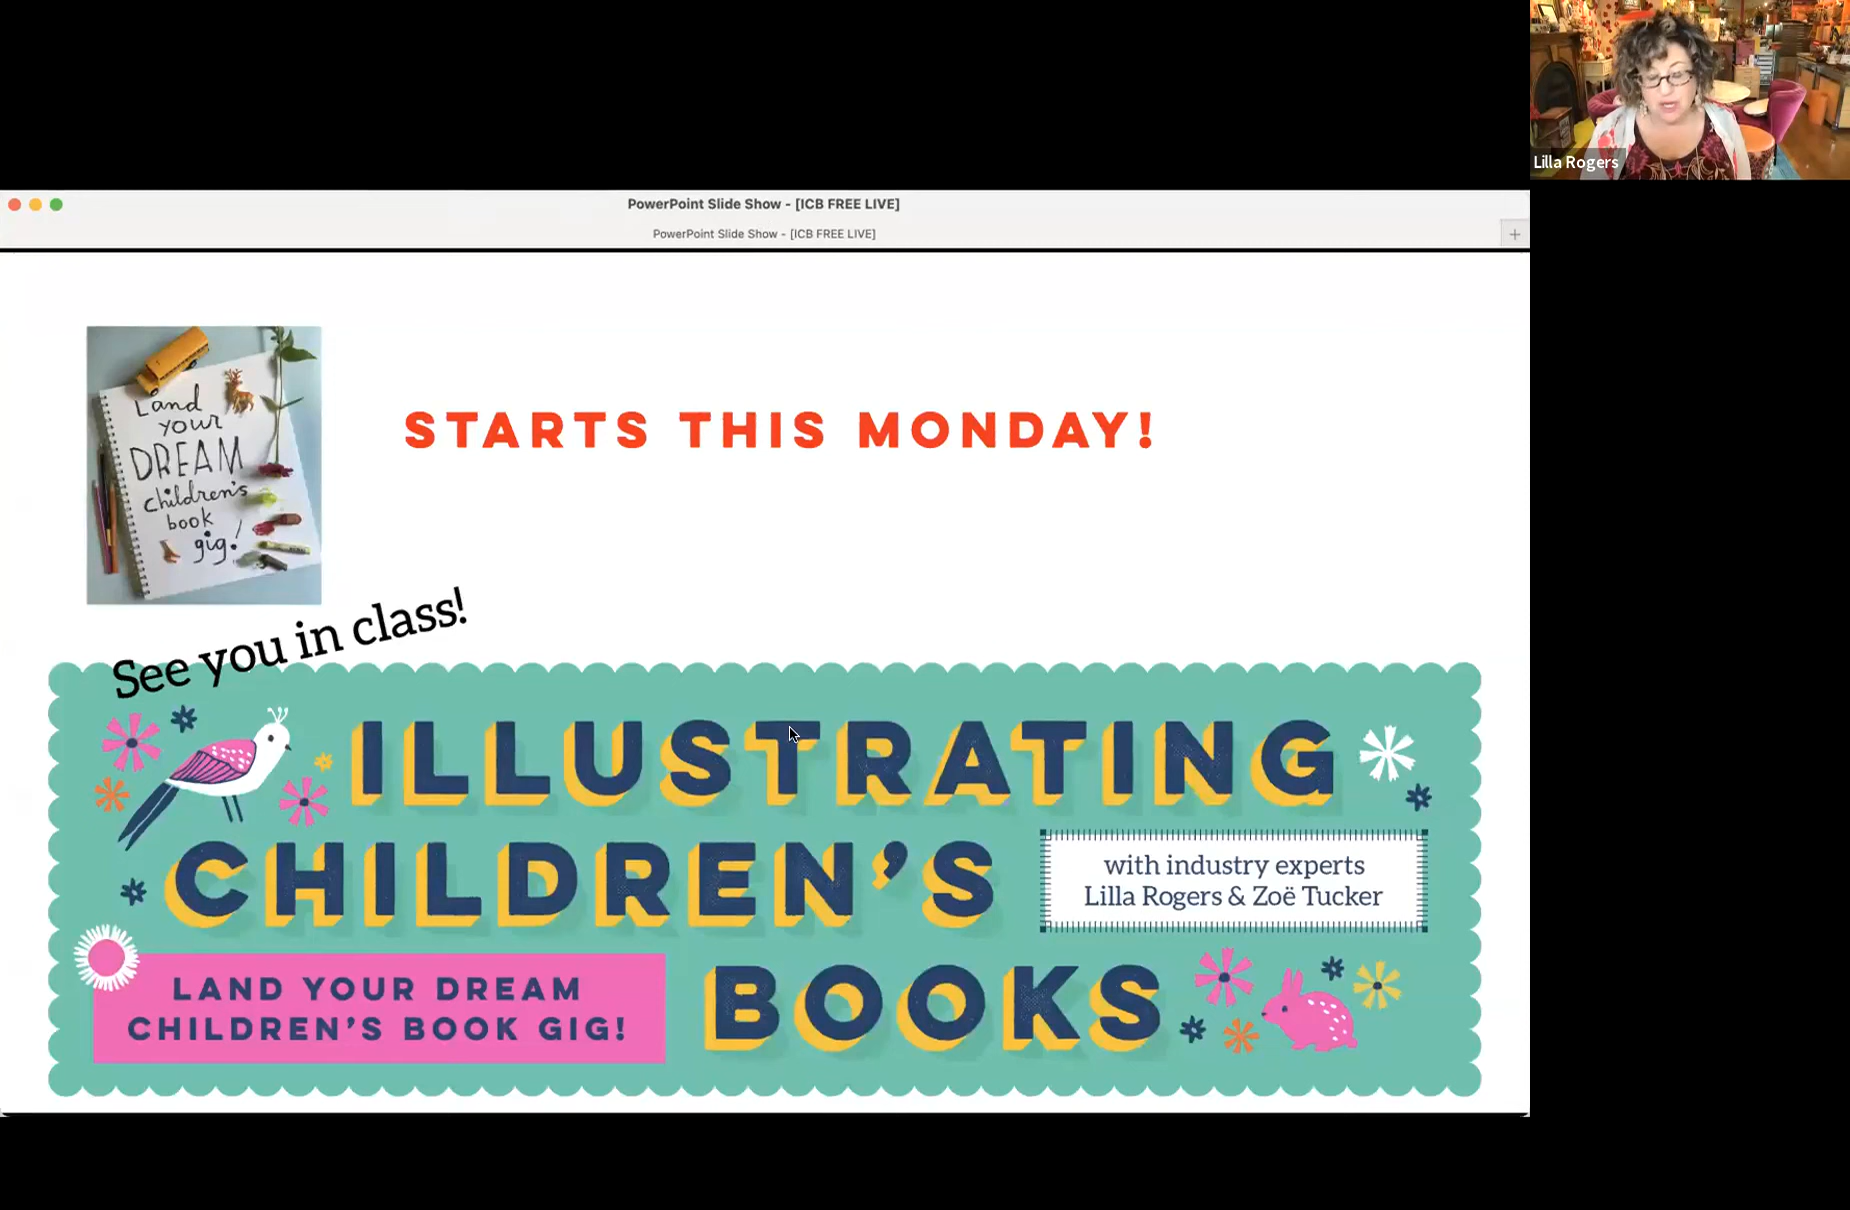 Lilla Rogers
PowerPoint Slide Show - [ICB FREE LIVE]
PowerPoint Slide Show - [ICB FREE LIVE]
Land
your
DREAM
children's
book
gig!
STARTS THIS MONDAY!
See you in class!
ILLUSTRATING
CHILDREN'S
with industry experts
Lilla Rogers & Zoë Tucker
LAND YOUR DREAM
CHILDREN'S BOOK GIG!
BOOKS